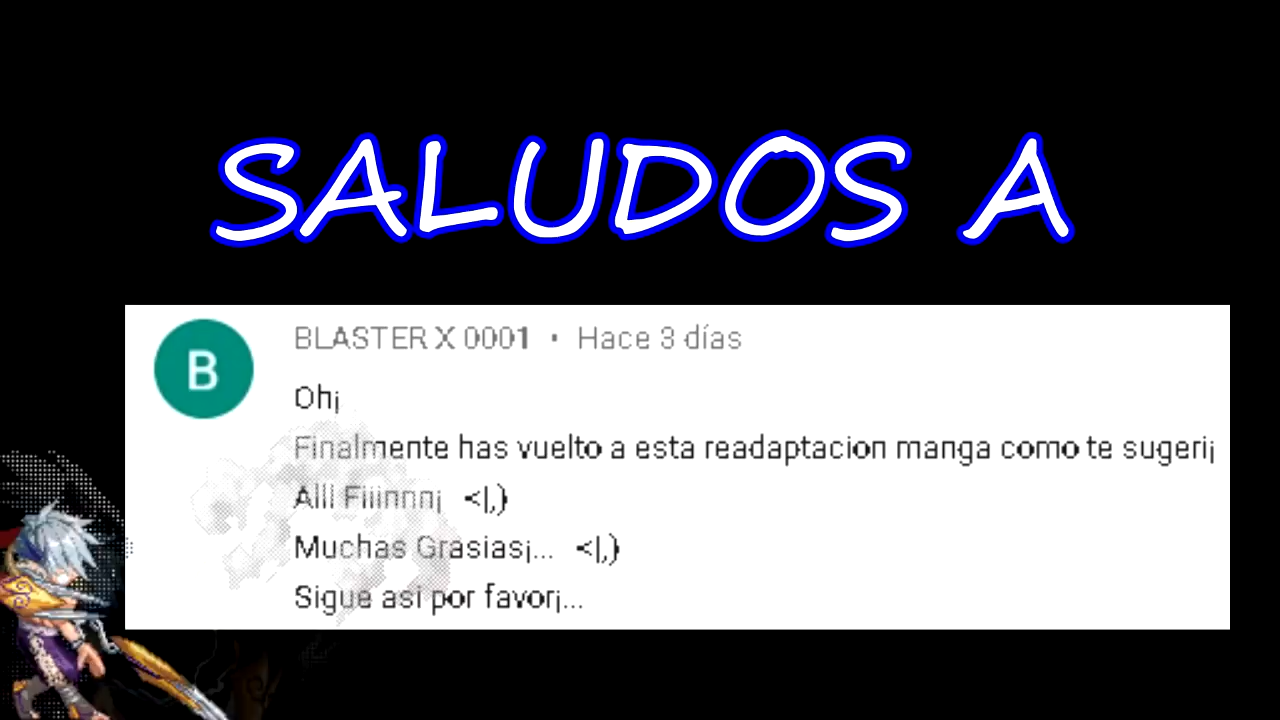 SALUDOS A
B
BLASTER X 0001 • Hace 3 días
Oh¡
Finalmente has vuelto a esta readaptacion manga como te sugeri¡
Alll Fiiinnn¡ <|,)
Muchas Grasias¡... <|,)
Sigue asi por favor¡...